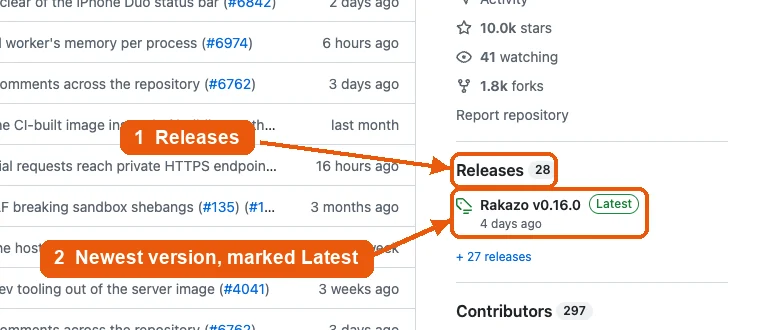 clear of the iPhone Duo status bar (#6842)
2 days ago
worker's memory per process (#6974)
6 hours ago
omments across the repository (#6762)
3 days ago
CI-built image
th…
last month
1 Releases
ial requests reach private HTTPS endpoin…
16 hours ago
F breaking sandbox shebangs (#135) (#1…
3 months ago
he host
week
2 Newest version, marked Latest
ev tooling out of the server image (#4041)
3 weeks ago
omments across the repository (#6762)
3 days ago
Activity
10.0k stars
41 watching
1.8k forks
Report repository
Releases 28
Rakazo v0.16.0 Latest
4 days ago
+ 27 releases
Contributors 297